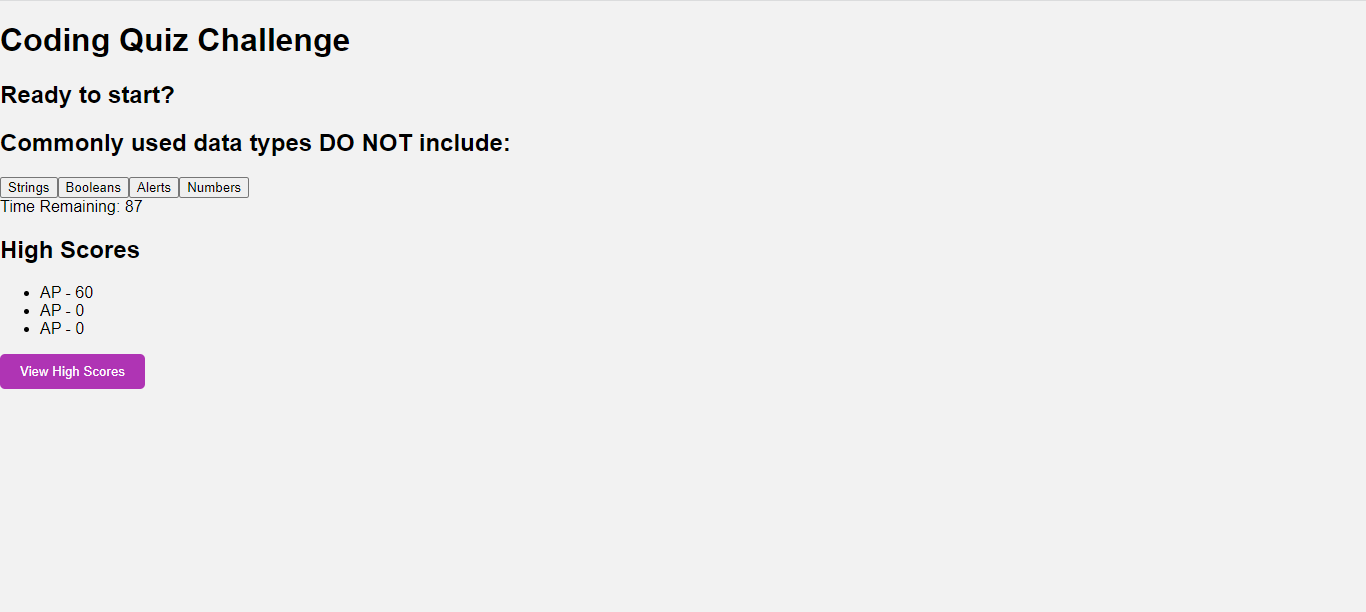 Coding Quiz Challenge
Ready to start?
Commonly used data types DO NOT include:
Strings Booleans Alerts Numbers
Time Remaining: 87
High Scores
• AP - 60
• AP - 0
• AP - 0
View High Scores